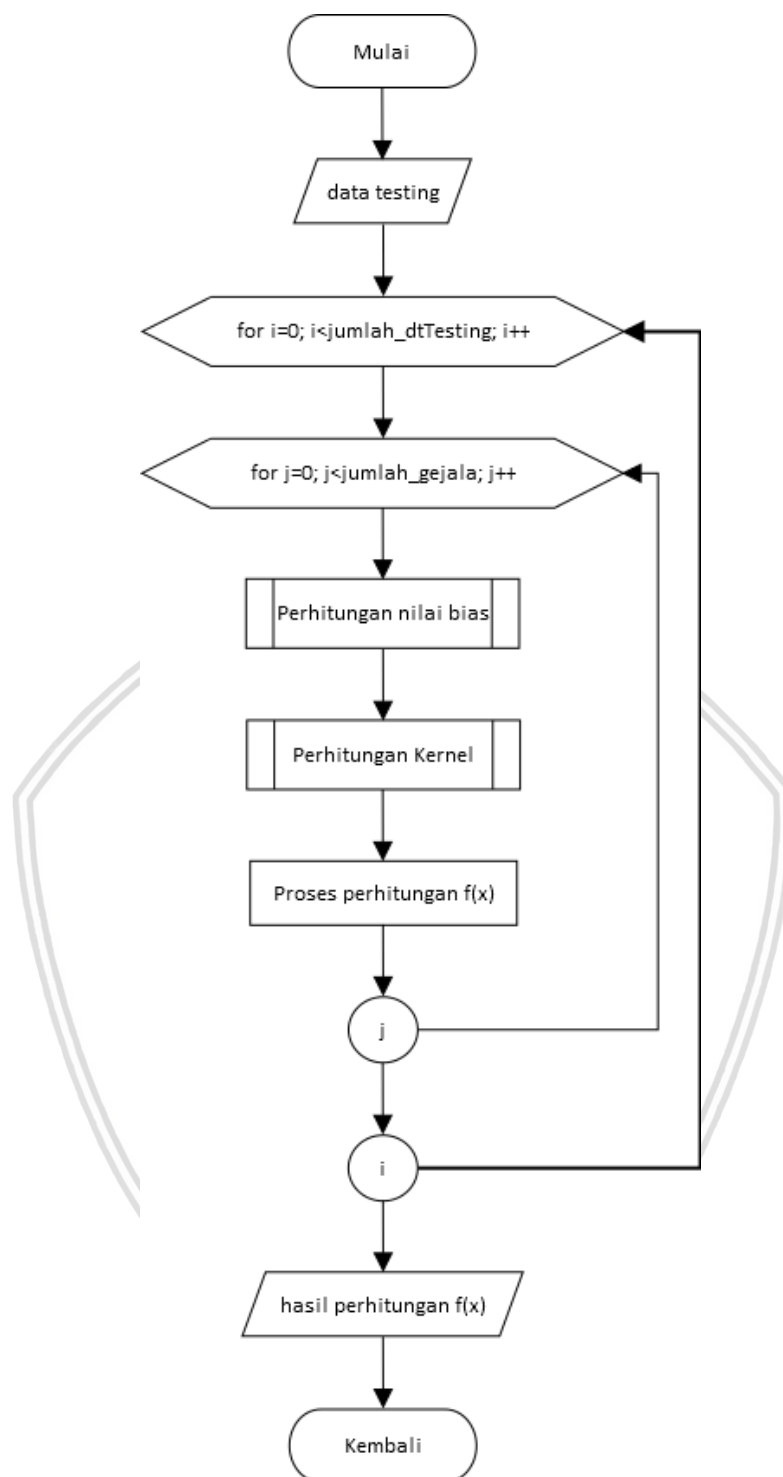 Mulai
data testing
for i=0; i<jumlah_dtTesting; i++
for j=0; j<jumlah_gejala; j++
Perhitungan nilai bias
Perhitungan Kernel
Proses perhitungan f(x)
j
i
hasil perhitungan f(x)
Kembali